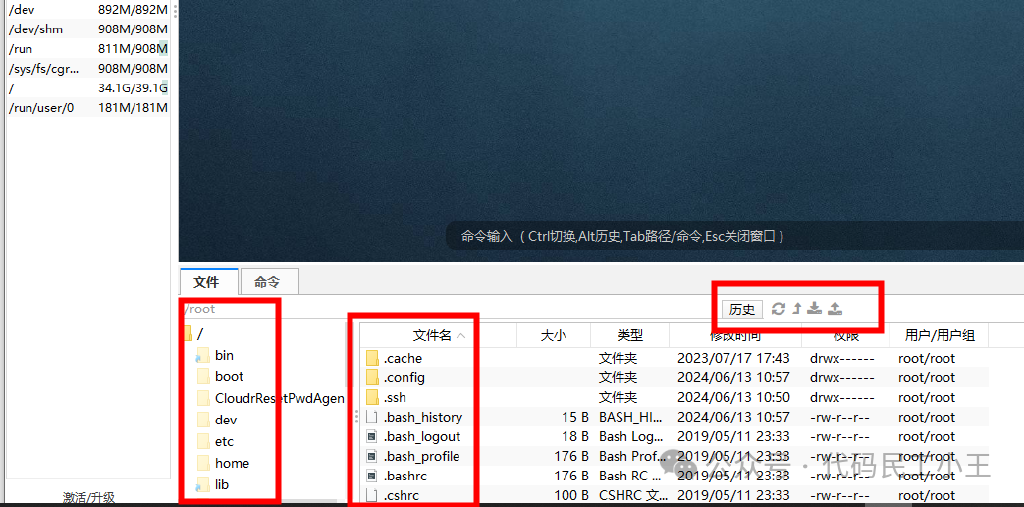 /dev 892M/892M
/dev/shm 908M/908M
/run 811M/908M
/sys/fs/cgr... 908M/908M
/ 34.1G/39.1G
/run/user/0 181M/181M
激活/升级
命令输入 (Ctrl切换,Alt历史,Tab路径/命令,Esc关闭窗口)
文件 命令
/root 历史
/
bin
boot
CloudrResetPwdAgen
dev
etc
home
lib
文件名 大小 类型 修改时间 权限 用户/用户组
.cache 文件夹 2023/07/17 17:43 drwx------ root/root
.config 文件夹 2024/06/13 10:57 drwx------ root/root
.ssh 文件夹 2024/06/13 10:50 drwx------ root/root
.bash_history 15 B BASH_HI... 2024/06/13 10:57 -rw-r--r-- root/root
.bash_logout 18 B Bash Log... 2019/05/11 23:33 -rw-r--r-- root/root
.bash_profile 176 B Bash Prof... 2019/05/11 23:33 -rw-r--r-- root/root
.bashrc 176 B Bash RC ... 2019/05/11 23:33 -rw-r--r-- root/root
.cshrc 100 B CSHRC 文... 2019/05/11 23:33 -rw-r--r-- root/root
公众号 · 代码民工小王